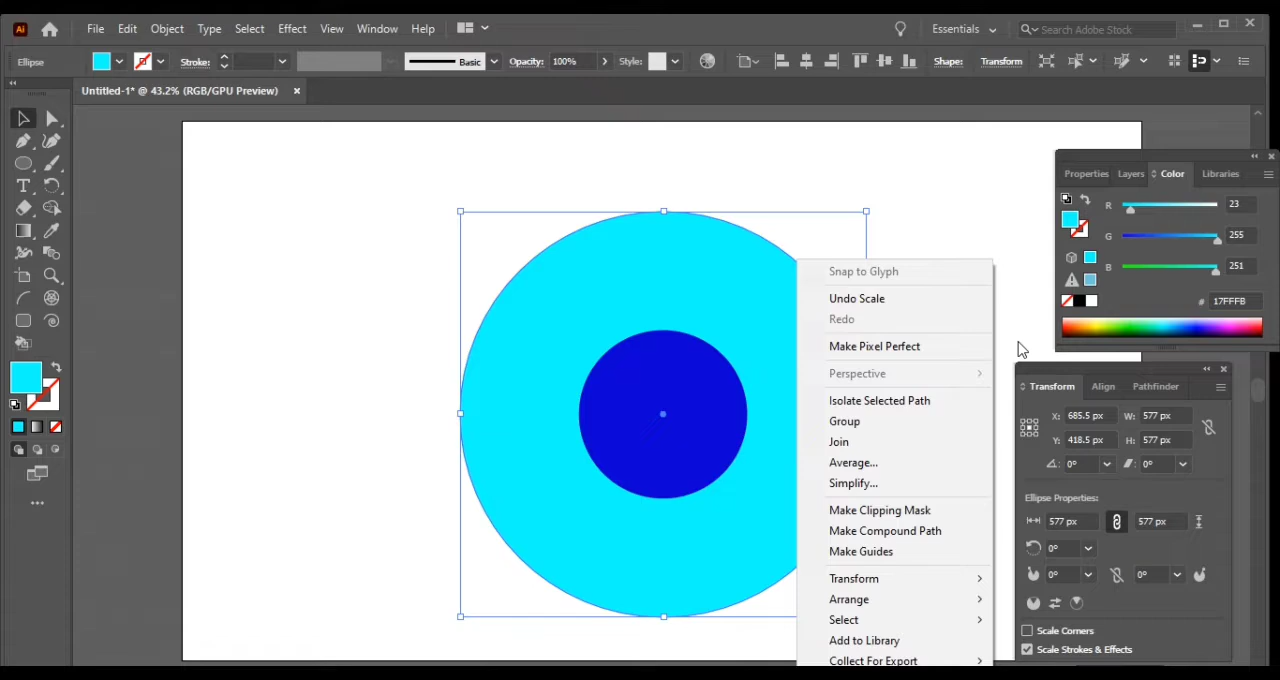 Ai File Edit Object Type Select Effect View Window Help Essentials Search Adobe Stock
Ellipse Stroke: Basic Opacity: 100% Style: Shape: Transform
Untitled-1* @ 43.2% (RGB/GPU Preview) ×
Properties Layers Color Libraries
R 23
G 255
B 251
# 17FFFB
Snap to Glyph
Undo Scale
Redo
Make Pixel Perfect
Perspective
Isolate Selected Path
Group
Join
Average...
Simplify...
Make Clipping Mask
Make Compound Path
Make Guides
Transform
Arrange
Select
Add to Library
Collect For Export
Transform Align Pathfinder
X: 685.5 px W: 577 px
Y: 418.5 px H: 577 px
0° 0°
Ellipse Properties:
577 px 577 px
0°
0° 0°
Scale Corners
Scale Strokes & Effects